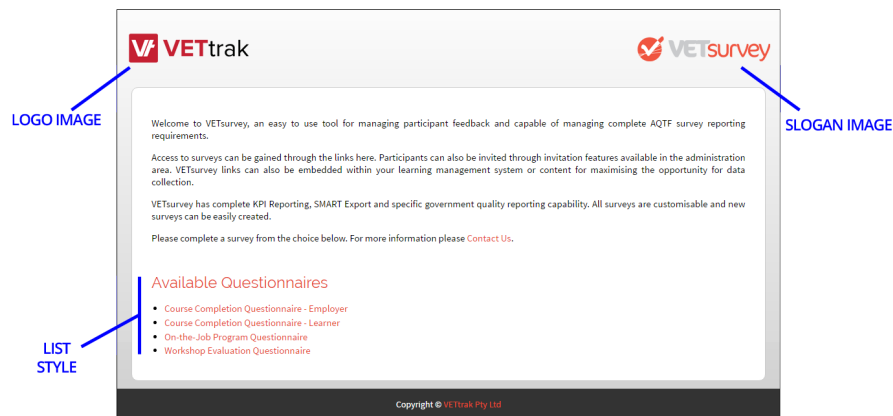 VETtrak
VETsurvey
LOGO IMAGE
SLOGAN IMAGE
Welcome to VETsurvey, an easy to use tool for managing participant feedback and capable of managing complete AQTF survey reporting
requirements.
Access to surveys can be gained through the links here. Participants can also be invited through invitation features available in the administration
area. VETsurvey links can also be embedded within your learning management system or content for maximising the opportunity for data
collection.
VETsurvey has complete KPI Reporting, SMART Export and specific government quality reporting capability. All surveys are customisable and new
surveys can be easily created.
Please complete a survey from the choice below. For more information please Contact Us.
Available Questionnaires
Course Completion Questionnaire - Employer
Course Completion Questionnaire - Learner
On-the-Job Program Questionnaire
Workshop Evaluation Questionnaire
LIST
STYLE
Copyright © VETtrak Pty Ltd